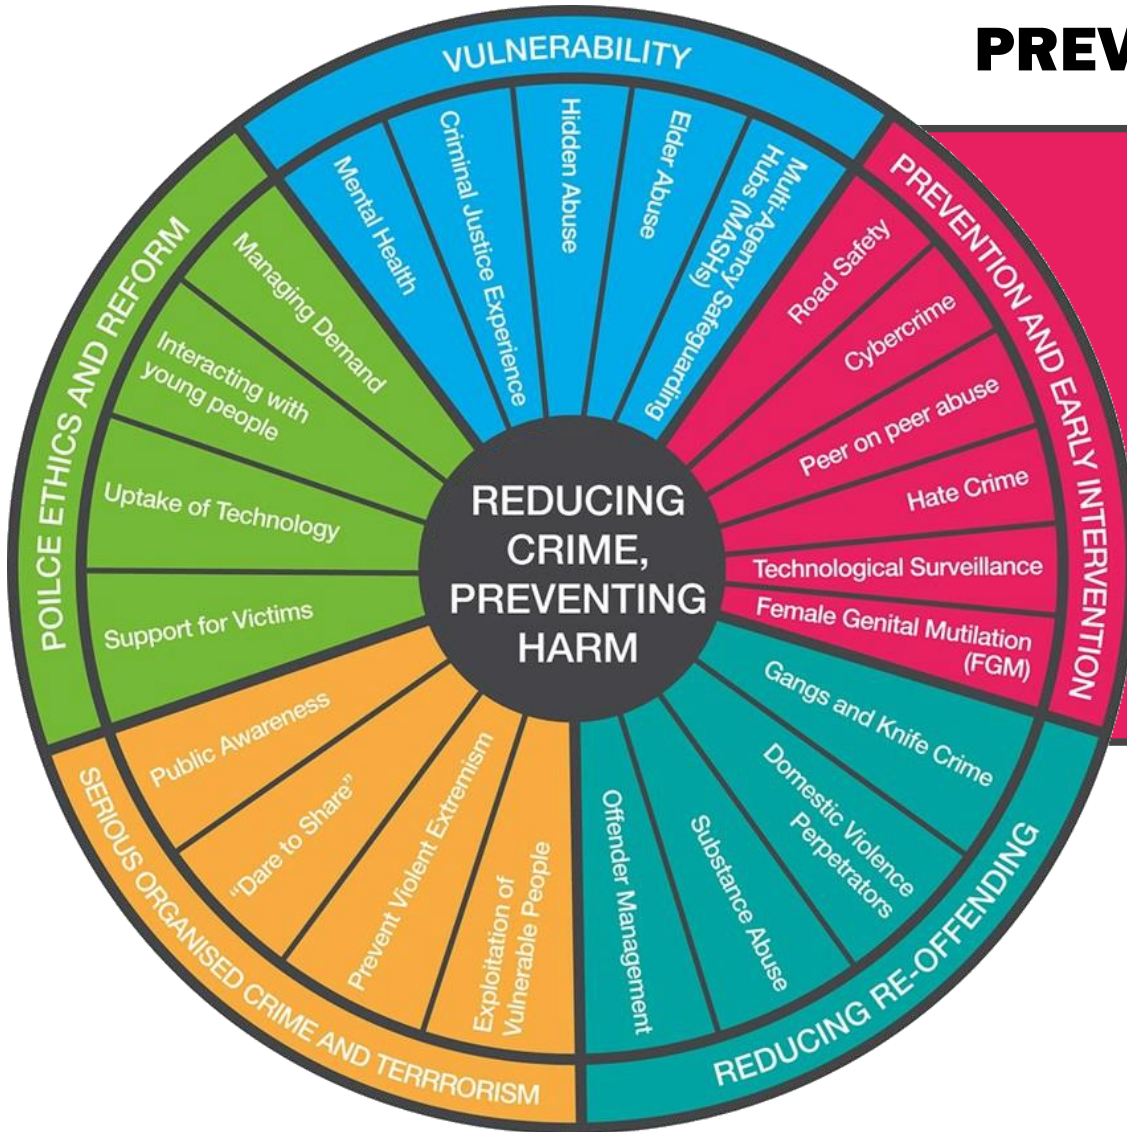 PREV
VULNERABILITY
Mental Health
Criminal Justice Experience
Hidden Abuse
Elder Abuse
Multi-Agency Safeguarding
Hubs (MASHs)
PREVENTION AND EARLY INTERVENTION
Road Safety
Cybercrime
Peer on peer abuse
Hate Crime
Technological Surveillance
Female Genital Mutilation
(FGM)
REDUCING RE-OFFENDING
Gangs and Knife Crime
Domestic Violence
Perpetrators
Substance Abuse
Offender Management
SERIOUS ORGANISED CRIME AND TERRRORISM
Exploitation of
Vulnerable People
Prevent Violent Extremism
“Dare to Share”
Public Awareness
POILCE ETHICS AND REFORM
Support for Victims
Uptake of Technology
Interacting with
young people
Managing Demand
REDUCING
CRIME,
PREVENTING
HARM